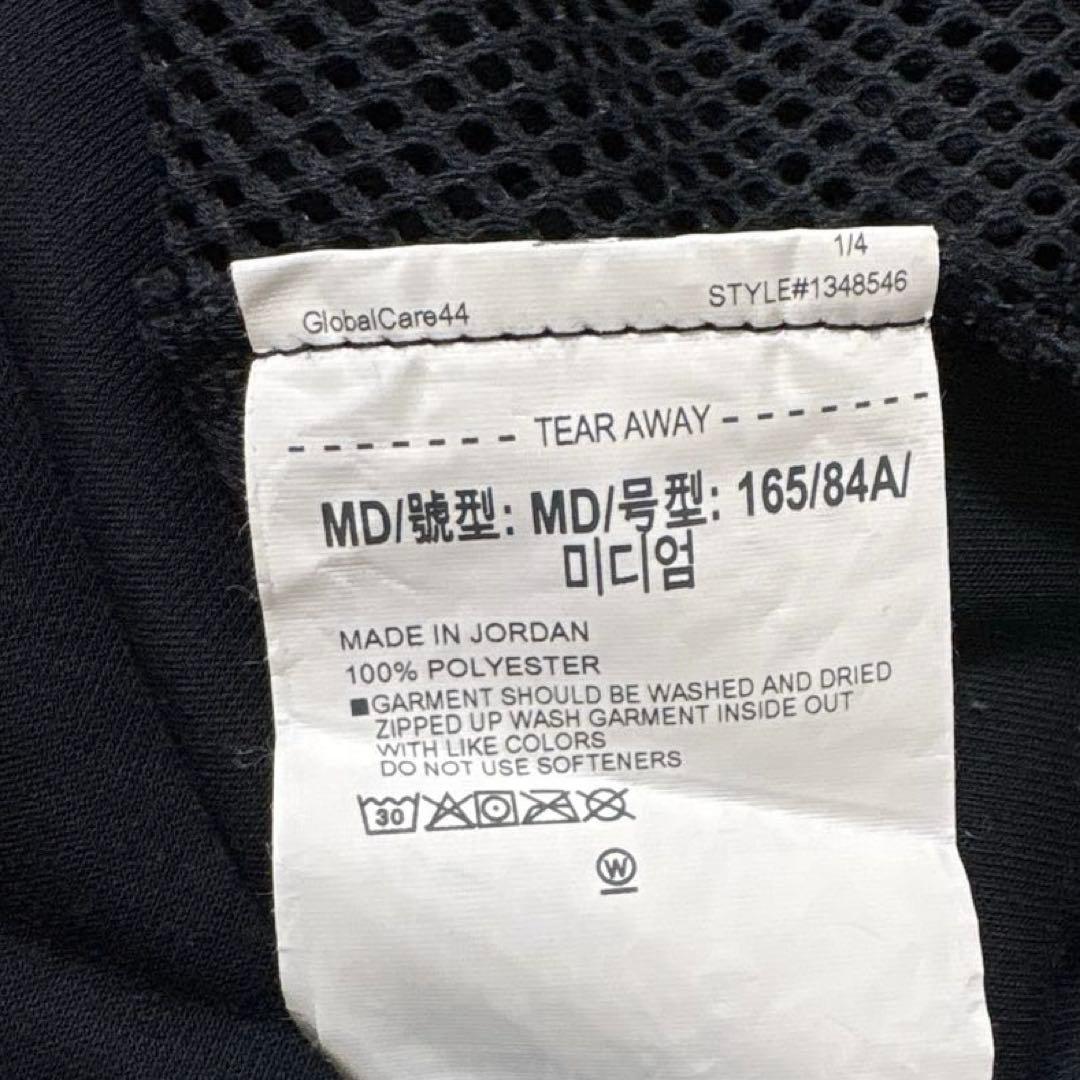 1/4
GlobalCare44 STYLE#1348546
TEAR AWAY
MD/號型: MD/号型: 165/84A/
미디엄
MADE IN JORDAN
100% POLYESTER
■GARMENT SHOULD BE WASHED AND DRIED
ZIPPED UP WASH GARMENT INSIDE OUT
WITH LIKE COLORS
DO NOT USE SOFTENERS
30
W